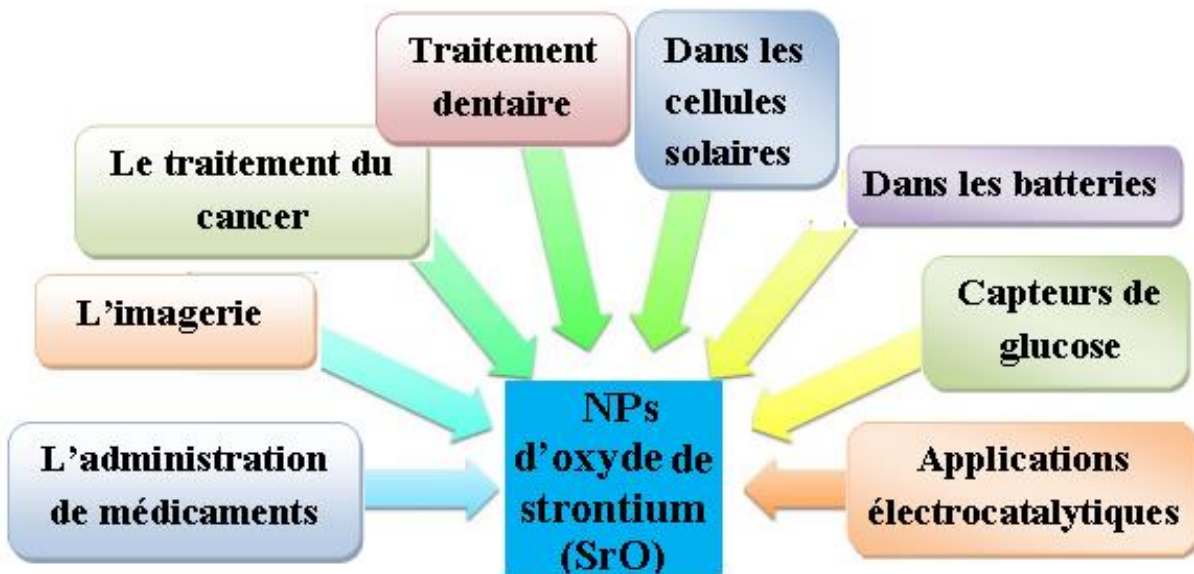 L'administration
de médicaments
L'imagerie
Le traitement du
cancer
Traitement
dentaire
Dans les
cellules
solaires
Dans les batteries
Capteurs de
glucose
Applications
électrocatalytiques
NPs
d'oxyde de
strontium
(SrO)